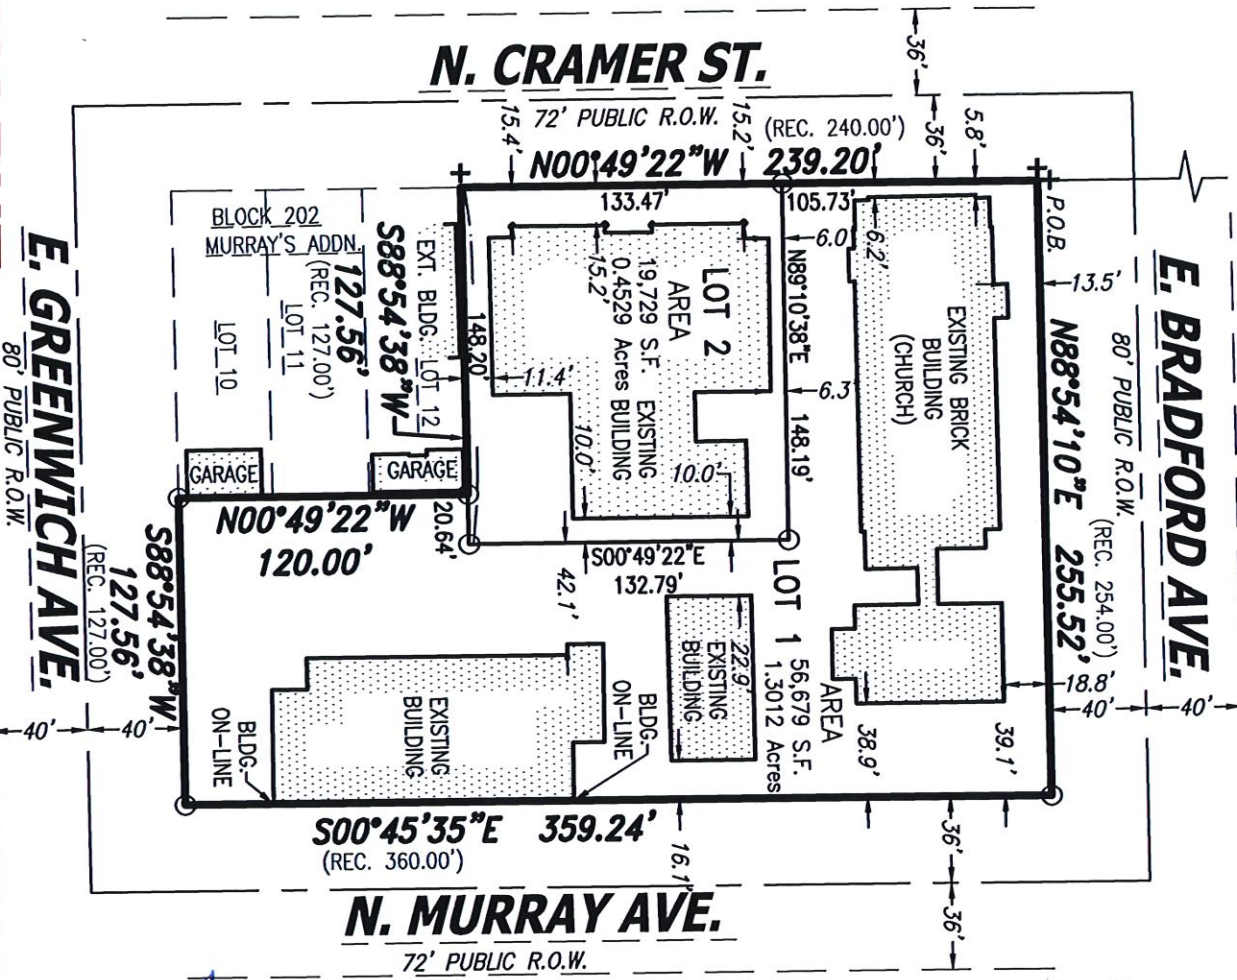 36'
N. CRAMER ST.
72' PUBLIC R.O.W.
15.4'
15.2'
(REC. 240.00')
36'
5.8'
N00°49'22"W 239.20'
133.47'
105.73'
P.O.B.
BLOCK 202
MURRAY'S ADDN.
LOT 10
LOT 11
LOT 12
EXT. BLDG.
S88°54'38"W
127.56'
(REC. 127.00')
148.20'
11.4'
15.2'
LOT 2
AREA
19,729 S.F.
0.4529 Acres
EXISTING
BUILDING
10.0'
10.0'
6.0'
N89°10'38"E
148.19'
6.3'
6.2'
EXISTING BRICK
BUILDING
(CHURCH)
13.5'
N88°54'10"E 255.52'
(REC. 254.00')
80' PUBLIC R.O.W.
E. BRADFORD AVE.
E. GREENWICH AVE.
80' PUBLIC R.O.W.
GARAGE
GARAGE
N00°49'22"W
120.00'
20.64'
S00°49'22"E
132.79'
42.1'
LOT 1
AREA
56,679 S.F.
1.3012 Acres
22.9'
EXISTING
BUILDING
18.8'
40'
40'
38.9'
39.1'
S88°54'38"W
127.56'
(REC. 127.00')
40'
40'
BLDG.
ON-LINE
EXISTING
BUILDING
BLDG.
ON-LINE
S00°45'35"E 359.24'
(REC. 360.00')
16.1'
36'
36'
N. MURRAY AVE.
72' PUBLIC R.O.W.